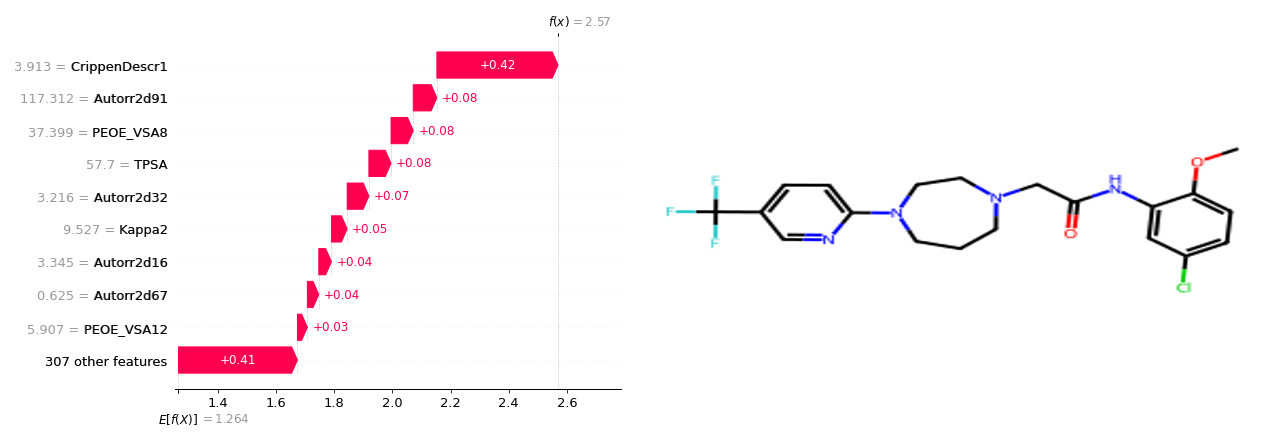 f(x) = 2.57
3.913 = CrippenDescr1
+0.42
117.312 = Autorr2d91
+0.08
37.399 = PEOE_VSA8
+0.08
57.7 = TPSA
+0.08
3.216 = Autorr2d32
+0.07
9.527 = Kappa2
+0.05
3.345 = Autorr2d16
+0.04
0.625 = Autorr2d67
+0.04
5.907 = PEOE_VSA12
+0.03
307 other features
+0.41
1.4 1.6 1.8 2.0 2.2 2.4 2.6
E[f(X)] = 1.264
F
F
F
N
N
N
O
H
N
O
Cl